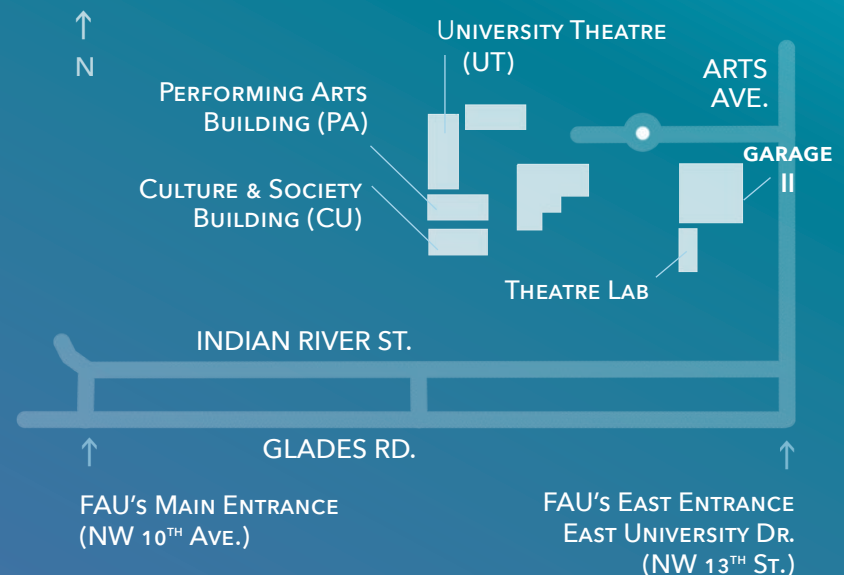 ↑
N
University Theatre
(UT)
ARTS
AVE.
Performing Arts
Building (PA)
GARAGE
II
Culture & Society
Building (CU)
Theatre Lab
INDIAN RIVER ST.
GLADES RD.
↑
↑
FAU's Main Entrance
(NW 10TH Ave.)
FAU's East Entrance
East University Dr.
(NW 13TH St.)